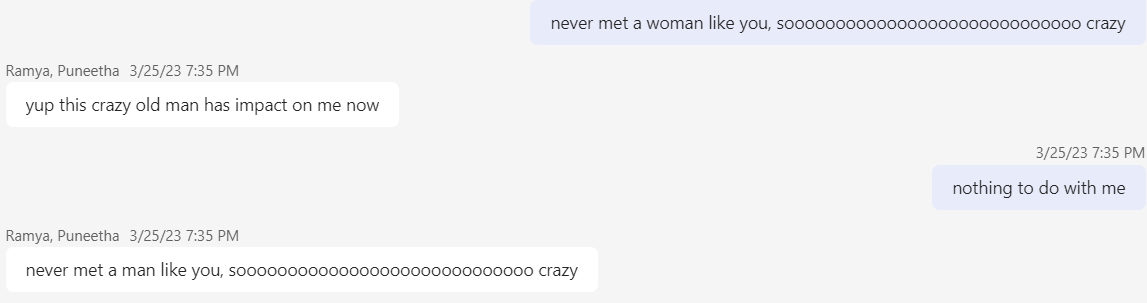 never met a woman like you, soooooooooooooooooooooooooooooo crazy
Ramya, Puneetha 3/25/23 7:35 PM
yup this crazy old man has impact on me now
3/25/23 7:35 PM
nothing to do with me
Ramya, Puneetha 3/25/23 7:35 PM
never met a man like you, soooooooooooooooooooooooooooooo crazy